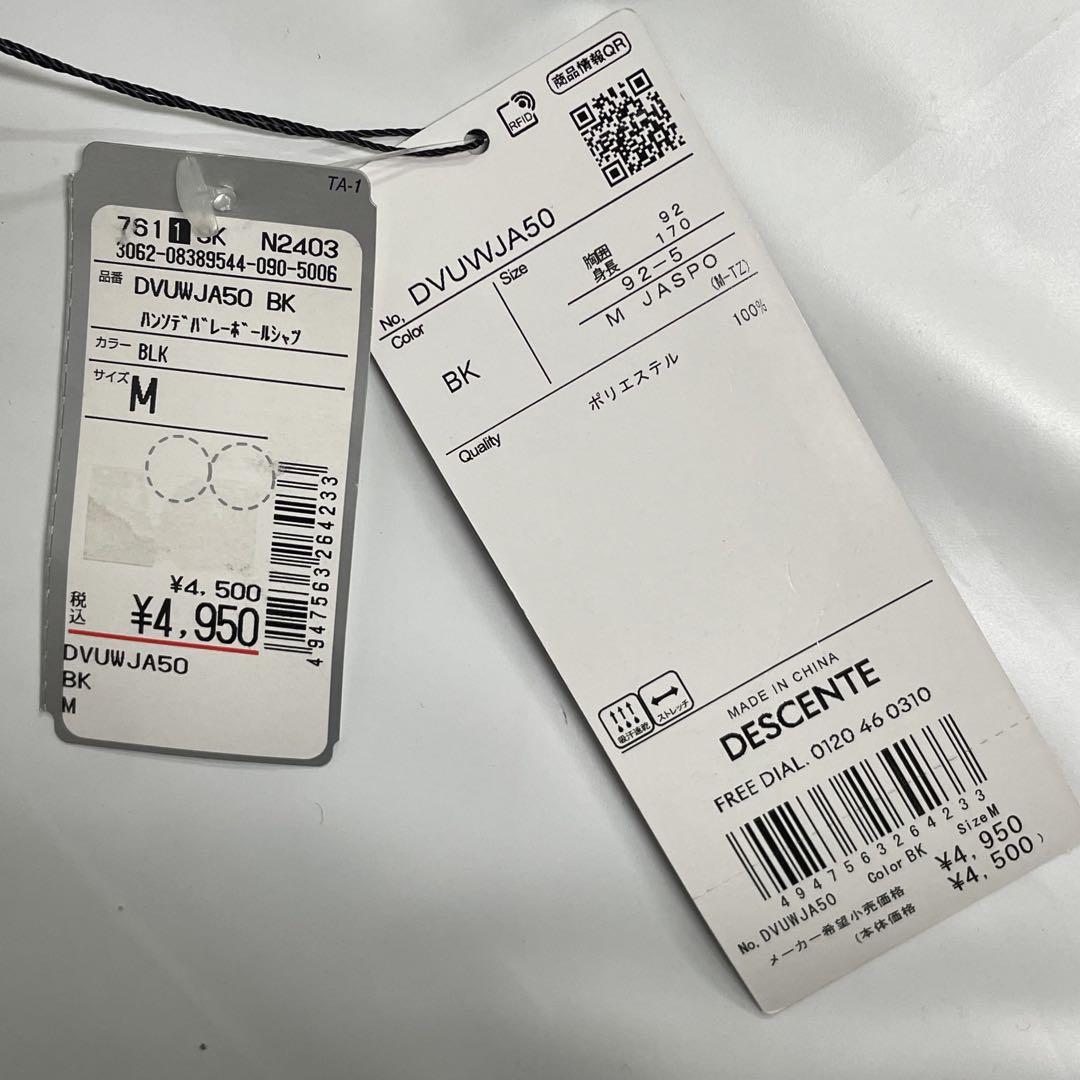 TA-1
761 1 SK N2403
3062-08389544-090-5006
品番 DVUWJA50 BK
ハンソデバレーボールシャツ
カラー BLK
サイズ M
¥4,500
税込 ¥4,950
4947563264233
DVUWJA50
BK
M
商品情報QR
RFID
No. DVUWJA50
Color
BK
Size
胸囲 92
身長 170
92-5
M JASPO
(M-TZ)
Quality
ポリエステル 100%
吸汗速乾
ストレッチ
MADE IN CHINA
DESCENTE
FREE DIAL. 0120 46 0310
4947563264233
No. DVUWJA50 Color BK Size M
メーカー希望小売価格 ¥4,950
(本体価格 ¥4,500)